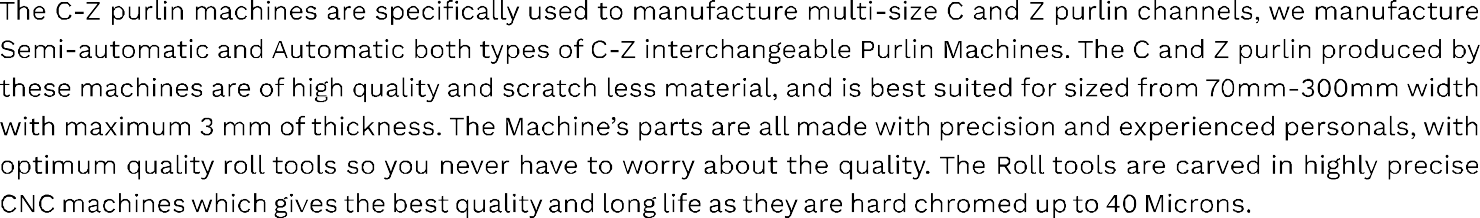 The C-Z purlin machines are specifically used to manufacture multi-size C and Z purlin channels, we manufacture
Semi-automatic and Automatic both types of C-Z interchangeable Purlin Machines. The C and Z purlin produced by
these machines are of high quality and scratch less material, and is best suited for sized from 70mm-300mm width
with maximum 3 mm of thickness. The Machine’s parts are all made with precision and experienced personals, with
optimum quality roll tools so you never have to worry about the quality. The Roll tools are carved in highly precise
CNC machines which gives the best quality and long life as they are hard chromed up to 40 Microns.